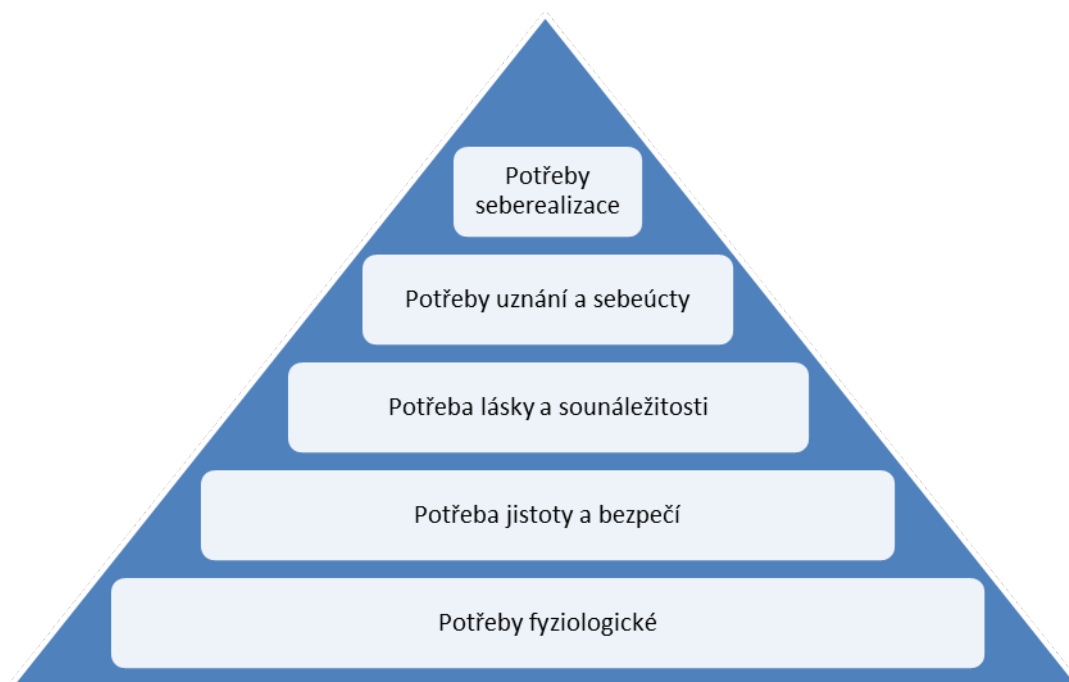 Potřeby
seberealizace
Potřeby uznání a sebeúcty
Potřeba lásky a sounáležitosti
Potřeba jistoty a bezpečí
Potřeby fyziologické